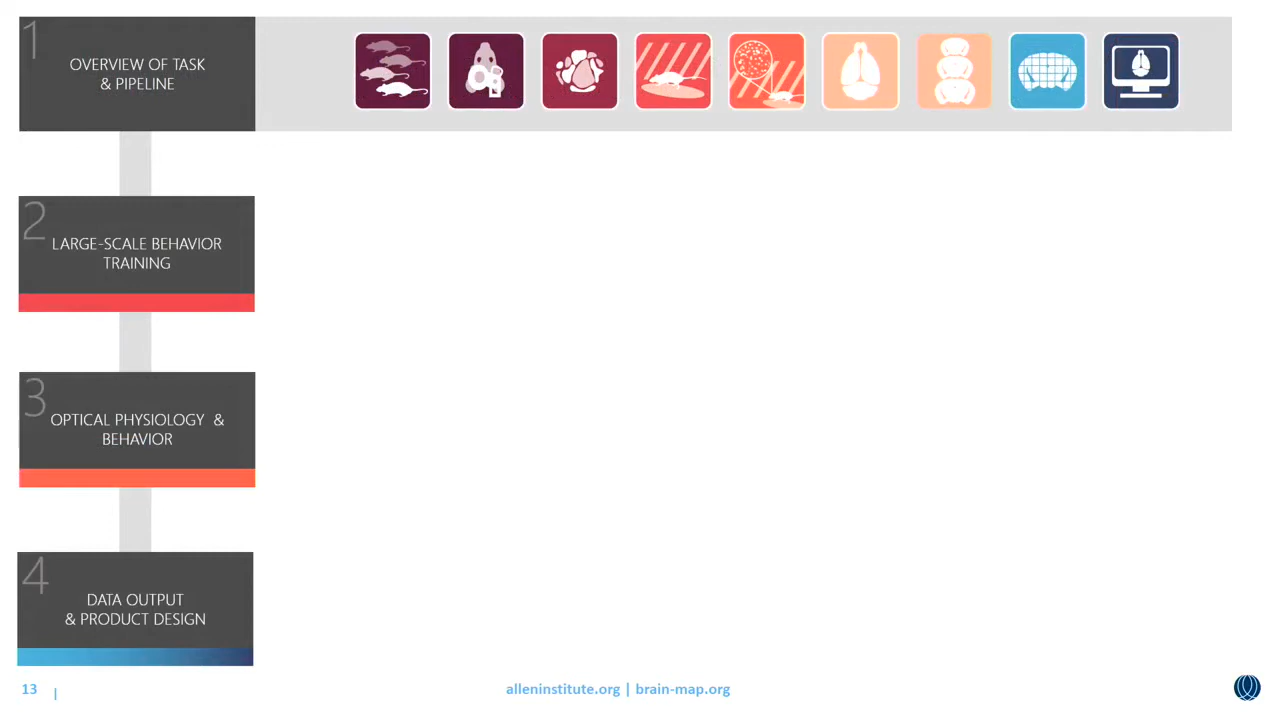 1
OVERVIEW OF TASK
& PIPELINE
2
LARGE-SCALE BEHAVIOR
TRAINING
3
OPTICAL PHYSIOLOGY &
BEHAVIOR
4
DATA OUTPUT
& PRODUCT DESIGN
13 |
alleninstitute.org | brain-map.org